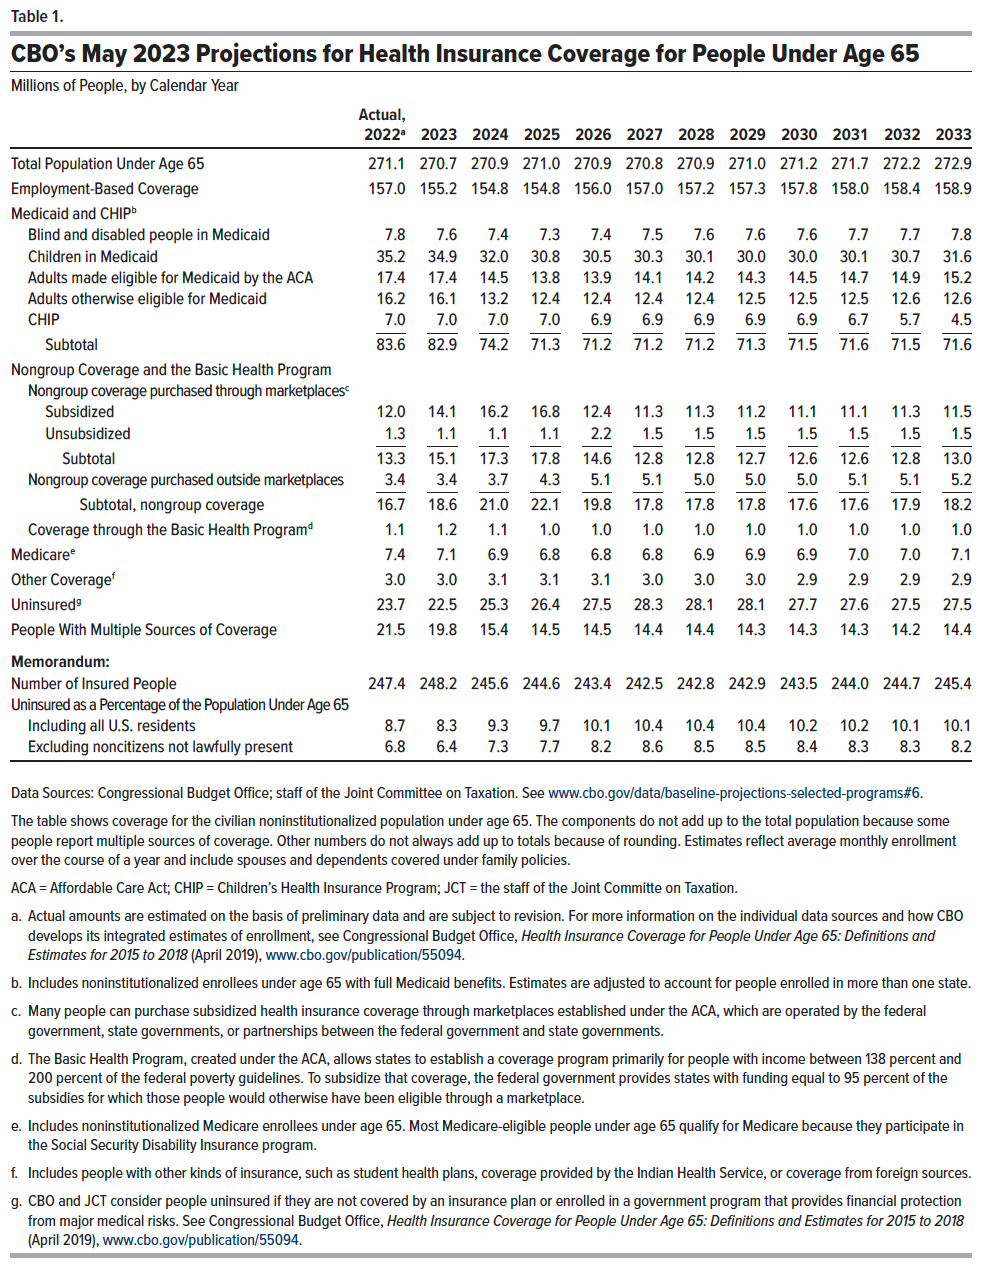 Table 1.
CBO’s May 2023 Projections for Health Insurance Coverage for People Under Age 65
Millions of People, by Calendar Year
Actual,
2022ᵃ 2023 2024 2025 2026 2027 2028 2029 2030 2031 2032 2033
Total Population Under Age 65 271.1 270.7 270.9 271.0 270.9 270.8 270.9 271.0 271.2 271.7 272.2 272.9
Employment-Based Coverage 157.0 155.2 154.8 154.8 156.0 157.0 157.2 157.3 157.8 158.0 158.4 158.9
Medicaid and CHIPᵇ
Blind and disabled people in Medicaid 7.8 7.6 7.4 7.3 7.4 7.5 7.6 7.6 7.6 7.7 7.7 7.8
Children in Medicaid 35.2 34.9 32.0 30.8 30.5 30.3 30.1 30.0 30.0 30.1 30.7 31.6
Adults made eligible for Medicaid by the ACA 17.4 17.4 14.5 13.8 13.9 14.1 14.2 14.3 14.5 14.7 14.9 15.2
Adults otherwise eligible for Medicaid 16.2 16.1 13.2 12.4 12.4 12.4 12.4 12.5 12.5 12.5 12.6 12.6
CHIP 7.0 7.0 7.0 7.0 6.9 6.9 6.9 6.9 6.9 6.7 5.7 4.5
Subtotal 83.6 82.9 74.2 71.3 71.2 71.2 71.2 71.3 71.5 71.6 71.5 71.6
Nongroup Coverage and the Basic Health Program
Nongroup coverage purchased through marketplacesᶜ
Subsidized 12.0 14.1 16.2 16.8 12.4 11.3 11.3 11.2 11.1 11.1 11.3 11.5
Unsubsidized 1.3 1.1 1.1 1.1 2.2 1.5 1.5 1.5 1.5 1.5 1.5 1.5
Subtotal 13.3 15.1 17.3 17.8 14.6 12.8 12.8 12.7 12.6 12.6 12.8 13.0
Nongroup coverage purchased outside marketplaces 3.4 3.4 3.7 4.3 5.1 5.1 5.0 5.0 5.0 5.1 5.1 5.2
Subtotal, nongroup coverage 16.7 18.6 21.0 22.1 19.8 17.8 17.8 17.8 17.6 17.6 17.9 18.2
Coverage through the Basic Health Programᵈ 1.1 1.2 1.1 1.0 1.0 1.0 1.0 1.0 1.0 1.0 1.0 1.0
Medicareᵉ 7.4 7.1 6.9 6.8 6.8 6.8 6.9 6.9 6.9 7.0 7.0 7.1
Other Coverageᶠ 3.0 3.0 3.1 3.1 3.1 3.0 3.0 3.0 2.9 2.9 2.9 2.9
Uninsuredᵍ 23.7 22.5 25.3 26.4 27.5 28.3 28.1 28.1 27.7 27.6 27.5 27.5
People With Multiple Sources of Coverage 21.5 19.8 15.4 14.5 14.5 14.4 14.4 14.3 14.3 14.3 14.2 14.4
Memorandum:
Number of Insured People 247.4 248.2 245.6 244.6 243.4 242.5 242.8 242.9 243.5 244.0 244.7 245.4
Uninsured as a Percentage of the Population Under Age 65
Including all U.S. residents 8.7 8.3 9.3 9.7 10.1 10.4 10.4 10.4 10.2 10.2 10.1 10.1
Excluding noncitizens not lawfully present 6.8 6.4 7.3 7.7 8.2 8.6 8.5 8.5 8.4 8.3 8.3 8.2
Data Sources: Congressional Budget Office; staff of the Joint Committee on Taxation. See www.cbo.gov/data/baseline-projections-selected-programs#6.
The table shows coverage for the civilian noninstitutionalized population under age 65. The components do not add up to the total population because some
people report multiple sources of coverage. Other numbers do not always add up to totals because of rounding. Estimates reflect average monthly enrollment
over the course of a year and include spouses and dependents covered under family policies.
ACA = Affordable Care Act; CHIP = Children’s Health Insurance Program; JCT = the staff of the Joint Committe on Taxation.
a. Actual amounts are estimated on the basis of preliminary data and are subject to revision. For more information on the individual data sources and how CBO
develops its integrated estimates of enrollment, see Congressional Budget Office, Health Insurance Coverage for People Under Age 65: Definitions and
Estimates for 2015 to 2018 (April 2019), www.cbo.gov/publication/55094.
b. Includes noninstitutionalized enrollees under age 65 with full Medicaid benefits. Estimates are adjusted to account for people enrolled in more than one state.
c. Many people can purchase subsidized health insurance coverage through marketplaces established under the ACA, which are operated by the federal
government, state governments, or partnerships between the federal government and state governments.
d. The Basic Health Program, created under the ACA, allows states to establish a coverage program primarily for people with income between 138 percent and
200 percent of the federal poverty guidelines. To subsidize that coverage, the federal government provides states with funding equal to 95 percent of the
subsidies for which those people would otherwise have been eligible through a marketplace.
e. Includes noninstitutionalized Medicare enrollees under age 65. Most Medicare-eligible people under age 65 qualify for Medicare because they participate in
the Social Security Disability Insurance program.
f. Includes people with other kinds of insurance, such as student health plans, coverage provided by the Indian Health Service, or coverage from foreign sources.
g. CBO and JCT consider people uninsured if they are not covered by an insurance plan or enrolled in a government program that provides financial protection
from major medical risks. See Congressional Budget Office, Health Insurance Coverage for People Under Age 65: Definitions and Estimates for 2015 to 2018
(April 2019), www.cbo.gov/publication/55094.